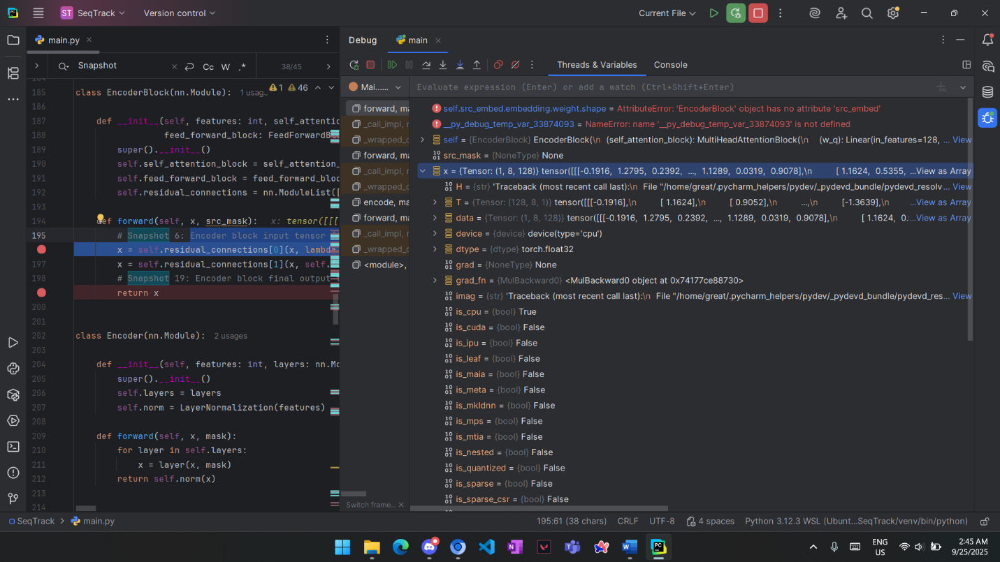 ST SeqTrack Version control Current File
main.py
Debug main
Snapshot Cc W .* 38/45
Threads & Variables Console
Mai...... Evaluate expression (Enter) or add a watch (Ctrl+Shift+Enter)
185 class EncoderBlock(nn.Module): 1 usage 1 46
186
187 def __init__(self, features: int, self_attention_
188 feed_forward_block: FeedForwardB
189 super().__init__()
190 self.self_attention_block = self_attention_
191 self.feed_forward_block = feed_forward_bloc
192 self.residual_connections = nn.ModuleList([
193
194 def forward(self, x, src_mask): x: tensor([[[
195 # Snapshot 6: Encoder block input tensor
x = self.residual_connections[0](x, lambda
197 x = self.residual_connections[1](x, self.
198 # Snapshot 19: Encoder block final output
return x
200
201
202 class Encoder(nn.Module): 2 usages
203
204 def __init__(self, features: int, layers: nn.Mo
205 super().__init__()
206 self.layers = layers
207 self.norm = LayerNormalization(features)
208
209 def forward(self, x, mask):
210 for layer in self.layers:
211 x = layer(x, mask)
212 return self.norm(x)
213
214
forward, ma
_call_impl, m
_wrapped_c
forward, ma
_call_impl, m
_wrapped_c
encode, ma
forward, ma
_call_impl, m
_wrapped_c
<module>,
Switch frame...
self.src_embed.embedding.weight.shape = AttributeError: 'EncoderBlock' object has no attribute 'src_embed'
__py_debug_temp_var_33874093 = NameError: name '__py_debug_temp_var_33874093' is not defined
self = {EncoderBlock} EncoderBlock(\n (self_attention_block): MultiHeadAttentionBlock(\n (w_q): Linear(in_features=128, ... View
src_mask = {NoneType} None
x = {Tensor: (1, 8, 128)} tensor([[[-0.1916, 1.2795, 0.2392, ..., 1.1289, 0.0319, 0.9078],\n [ 1.1624, 0.5355, ...View as Array
H = {str} 'Traceback (most recent call last):\n File "/home/great/.pycharm_helpers/pydev/_pydevd_bundle/pydevd_resolv... View
T = {Tensor: (128, 8, 1)} tensor([[[-0.1916],\n [ 1.1624],\n [ 0.9052],\n ...,\n [-1.3639],\n ...View as Array
data = {Tensor: (1, 8, 128)} tensor([[[-0.1916, 1.2795, 0.2392, ..., 1.1289, 0.0319, 0.9078],\n [ 1.1624, 0....View as Array
device = {device} device(type='cpu')
dtype = {dtype} torch.float32
grad = {NoneType} None
grad_fn = {MulBackward0} <MulBackward0 object at 0x74177ce88730>
imag = {str} 'Traceback (most recent call last):\n File "/home/great/.pycharm_helpers/pydev/_pydevd_bundle/pydevd_res... View
is_cpu = {bool} True
is_cuda = {bool} False
is_ipu = {bool} False
is_leaf = {bool} False
is_maia = {bool} False
is_meta = {bool} False
is_mkldnn = {bool} False
is_mps = {bool} False
is_mtia = {bool} False
is_nested = {bool} False
is_quantized = {bool} False
is_sparse = {bool} False
is_sparse_csr = {bool} False
SeqTrack main.py 195:61 (38 chars) CRLF UTF-8 4 spaces Python 3.12.3 WSL (Ubunt...SeqTrack/venv/bin/python)
ENG
US
2:45 AM
9/25/2025